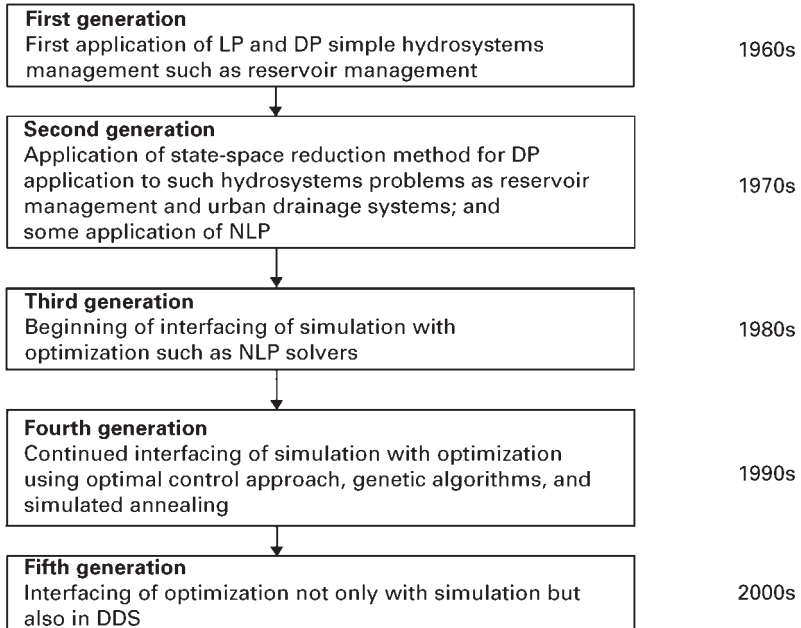 First generation
First application of LP and DP simple hydrosystems
management such as reservoir management
1960s
Second generation
Application of state-space reduction method for DP
application to such hydrosystems problems as reservoir
management and urban drainage systems; and
some application of NLP
1970s
Third generation
Beginning of interfacing of simulation with
optimization such as NLP solvers
1980s
Fourth generation
Continued interfacing of simulation with optimization
using optimal control approach, genetic algorithms, and
simulated annealing
1990s
Fifth generation
Interfacing of optimization not only with simulation but
also in DDS
2000s